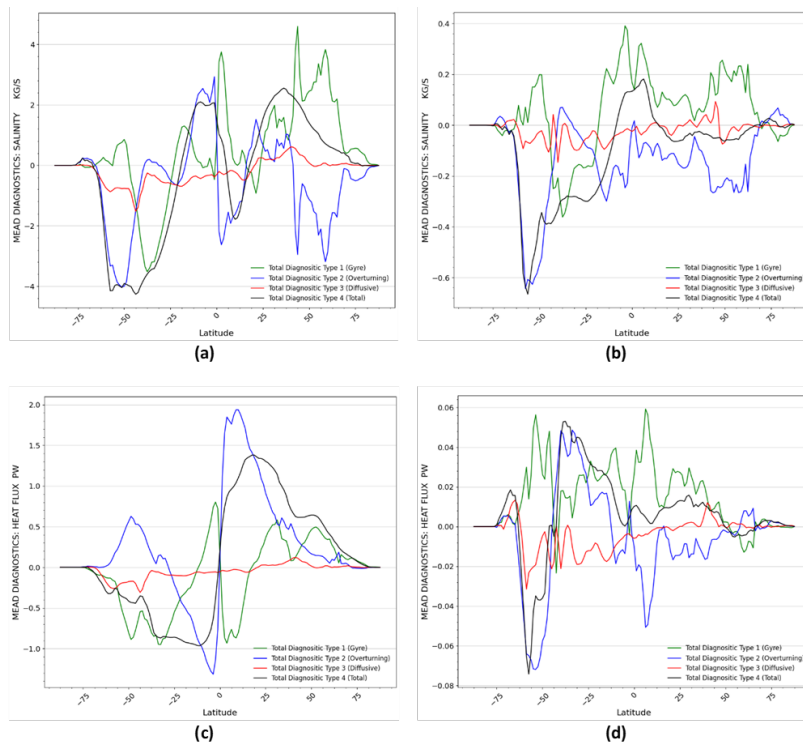 MEAD DIAGNOSTICS: SALINITY KG/S
4
2
0
−2
−4
−75
−50
−25
0
25
50
75
Latitude
Total Diagnositic Type 1 (Gyre)
Total Diagnositic Type 2 (Overturning)
Total Diagnositic Type 3 (Diffusive)
Total Diagnositic Type 4 (Total)
(a)
MEAD DIAGNOSTICS: SALINITY KG/S
0.4
0.2
0.0
−0.2
−0.4
−0.6
−75
−50
−25
0
25
50
75
Latitude
Total Diagnositic Type 1 (Gyre)
Total Diagnositic Type 2 (Overturning)
Total Diagnositic Type 3 (Diffusive)
Total Diagnositic Type 4 (Total)
(b)
MEAD DIAGNOSTICS: HEAT FLUX PW
2.0
1.5
1.0
0.5
0.0
−0.5
−1.0
−75
−50
−25
0
25
50
75
Latitude
Total Diagnositic Type 1 (Gyre)
Total Diagnositic Type 2 (Overturning)
Total Diagnositic Type 3 (Diffusive)
Total Diagnositic Type 4 (Total)
(c)
MEAD DIAGNOSTICS: HEAT FLUX PW
0.06
0.04
0.02
0.00
−0.02
−0.04
−0.06
−0.08
−75
−50
−25
0
25
50
75
Latitude
Total Diagnositic Type 1 (Gyre)
Total Diagnositic Type 2 (Overturning)
Total Diagnositic Type 3 (Diffusive)
Total Diagnositic Type 4 (Total)
(d)